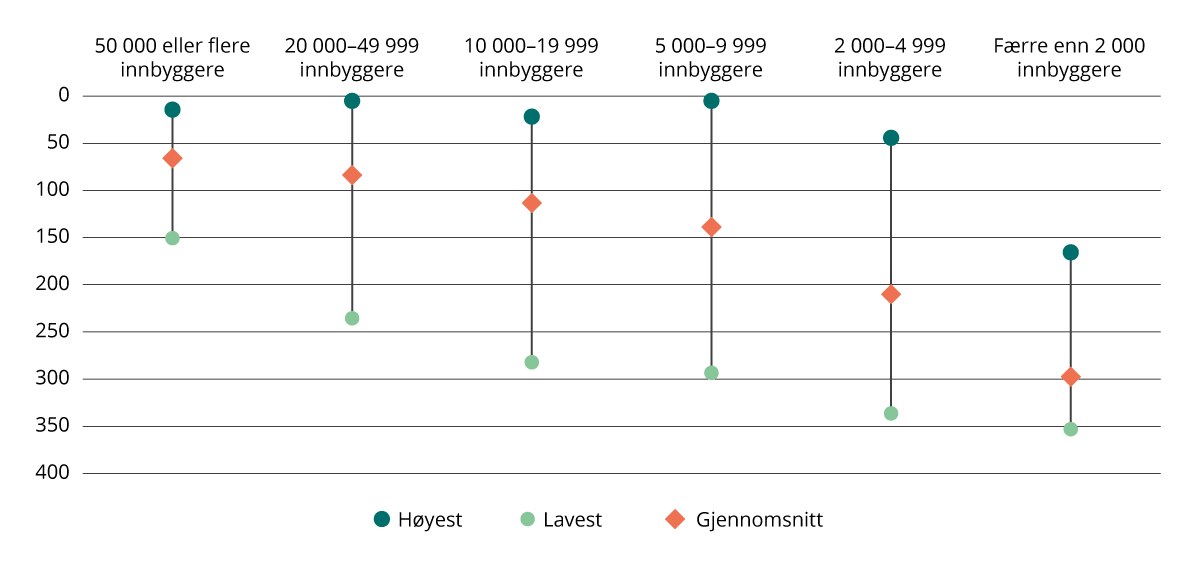 50 000 eller flere
innbyggere
20 000–49 999
innbyggere
10 000–19 999
innbyggere
5 000–9 999
innbyggere
2 000–4 999
innbyggere
Færre enn 2 000
innbyggere
0
50
100
150
200
250
300
350
400
Høyest
Lavest
Gjennomsnitt